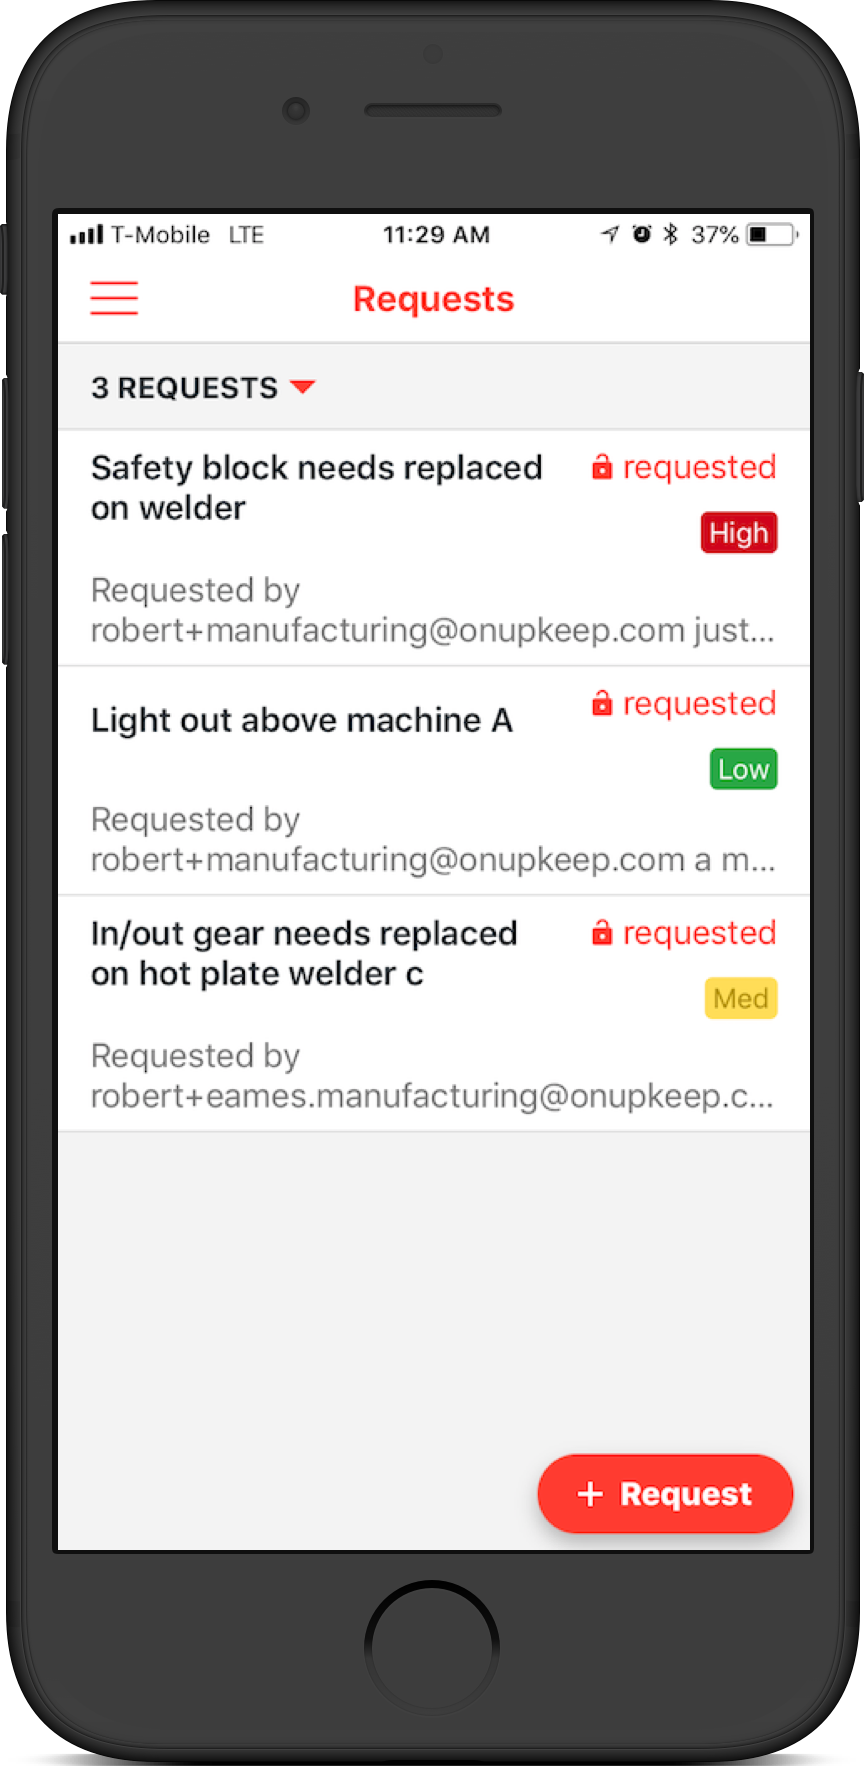 T-Mobile LTE 11:29 AM 37%
Requests
3 REQUESTS
Safety block needs replaced
on welder
requested
High
Requested by
robert+manufacturing@onupkeep.com just...
Light out above machine A
requested
Low
Requested by
robert+manufacturing@onupkeep.com a m...
In/out gear needs replaced
on hot plate welder c
requested
Med
Requested by
robert+eames.manufacturing@onupkeep.c...
+ Request